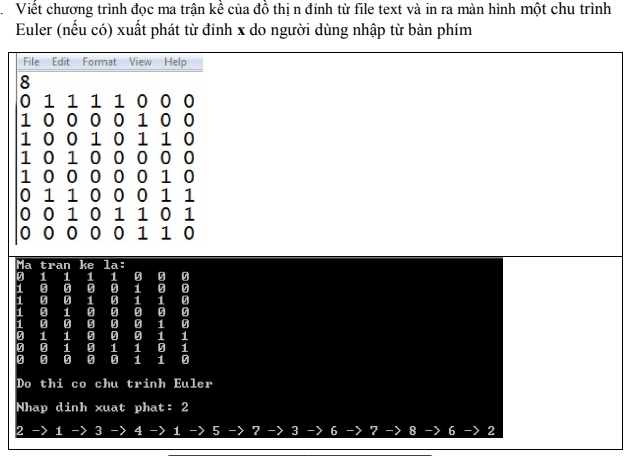 . Viết chương trình đọc ma trận kề của đồ thị n đỉnh từ file text và in ra màn hình một chu trình
Euler (nếu có) xuất phát từ đỉnh x do người dùng nhập từ bàn phím
File Edit Format View Help
8
0 1 1 1 1 0 0 0
1 0 0 0 0 1 0 0
1 0 0 1 0 1 1 0
1 0 1 0 0 0 0 0
1 0 0 0 0 0 1 0
0 1 1 0 0 0 1 1
0 0 1 0 1 1 0 1
0 0 0 0 0 1 1 0
Ma tran ke la:
0 1 1 1 1 0 0 0
1 0 0 0 0 1 0 0
1 0 0 1 0 1 1 0
1 0 1 0 0 0 0 0
1 0 0 0 0 0 1 0
0 1 1 0 0 0 1 1
0 0 1 0 1 1 0 1
0 0 0 0 0 1 1 0
Do thi co chu trinh Euler
Nhap dinh xuat phat: 2
2 -> 1 -> 3 -> 4 -> 1 -> 5 -> 7 -> 3 -> 6 -> 7 -> 8 -> 6 -> 2